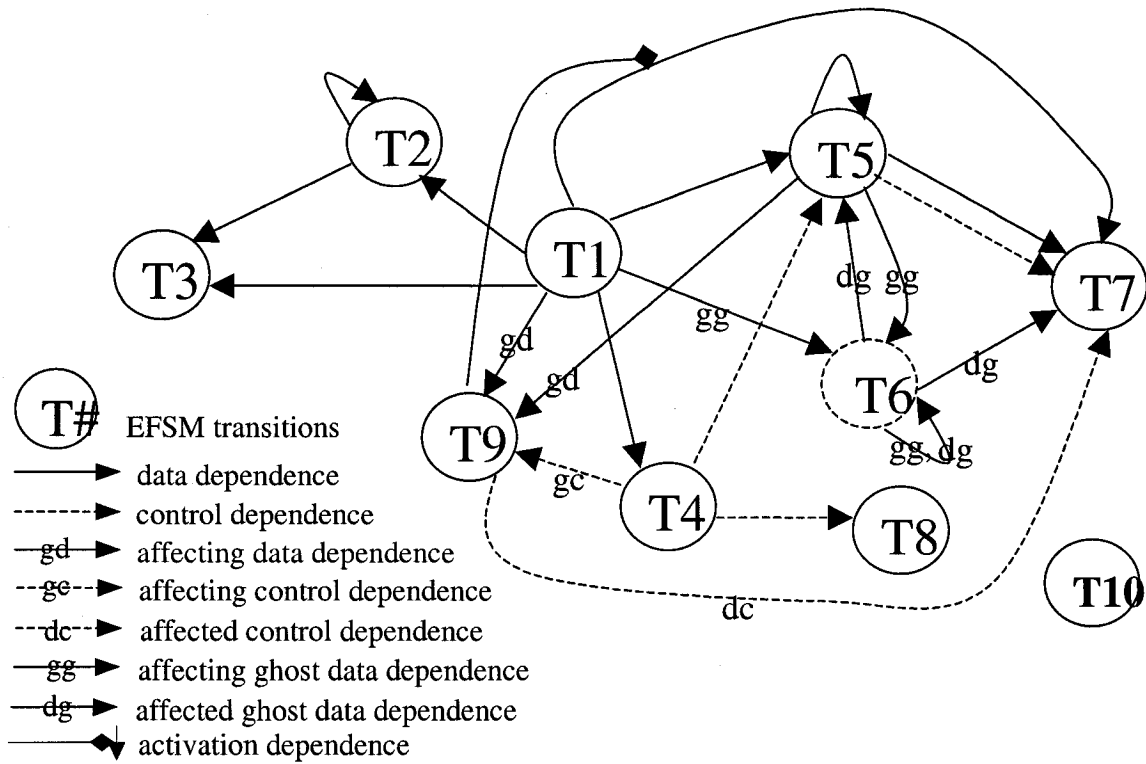 T2
T5
T1
T3
T7
dg gg
gg
gd
dg
gd
T6
T# EFSM transitions
T9
gg, dg
data dependence
gc
T4
T8
control dependence
gd affecting data dependence
T10
gc affecting control dependence
dc
dc affected control dependence
gg affecting ghost data dependence
dg affected ghost data dependence
activation dependence